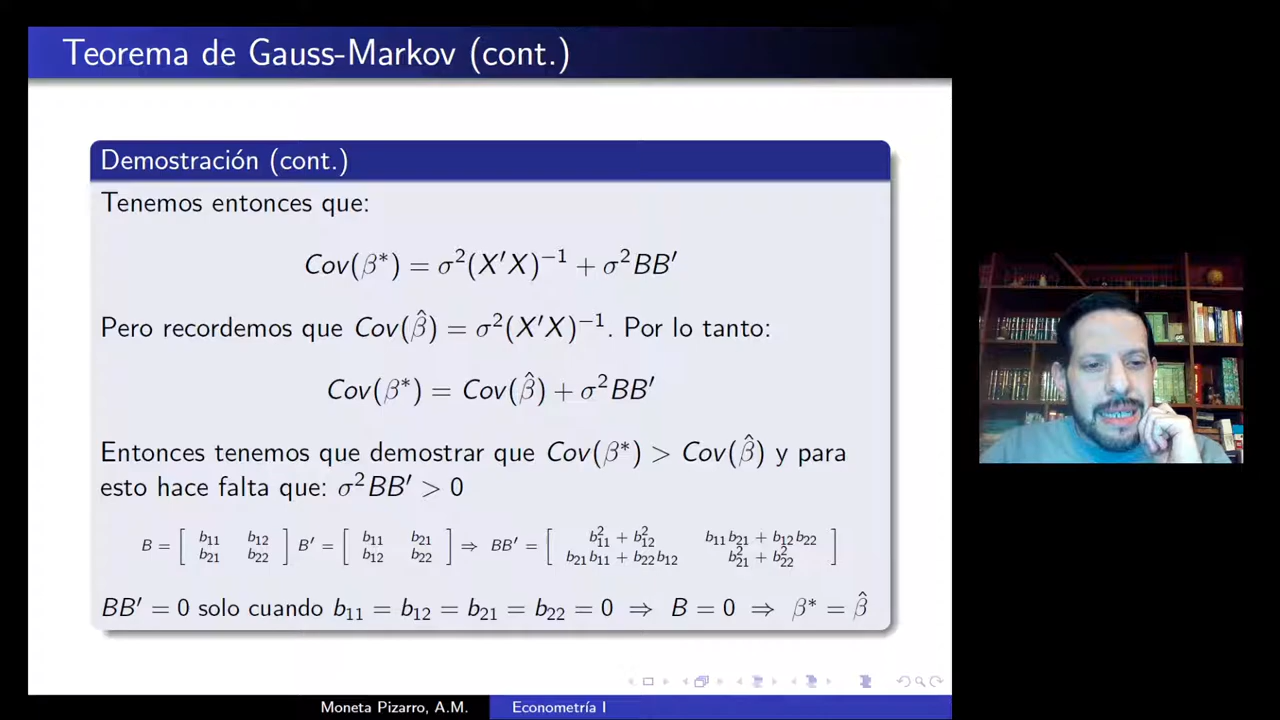 Teorema de Gauss-Markov (cont.)
Demostración (cont.)
Tenemos entonces que:
Cov(β*) = σ²(X′X)⁻¹ + σ²BB′
Pero recordemos que Cov(β̂) = σ²(X′X)⁻¹. Por lo tanto:
Cov(β*) = Cov(β̂) + σ²BB′
Entonces tenemos que demostrar que Cov(β*) > Cov(β̂) y para
esto hace falta que: σ²BB′ > 0
B = [ b₁₁ b₁₂ ; b₂₁ b₂₂ ] B′ = [ b₁₁ b₂₁ ; b₁₂ b₂₂ ] ⇒ BB′ = [ b₁₁² + b₁₂² b₁₁b₂₁ + b₁₂b₂₂ ; b₂₁b₁₁ + b₂₂b₁₂ b₂₁² + b₂₂² ]
BB′ = 0 solo cuando b₁₁ = b₁₂ = b₂₁ = b₂₂ = 0 ⇒ B = 0 ⇒ β* = β̂
Moneta Pizarro, A.M. Econometría I